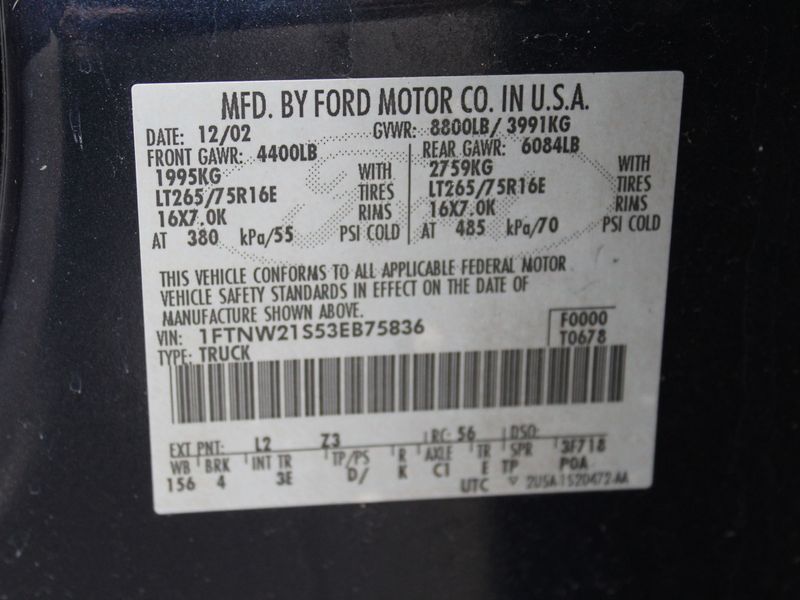 MFD. BY FORD MOTOR CO. IN U.S.A.
DATE: 12/02 GVWR: 8800LB/ 3991KG
FRONT GAWR: 4400LB REAR GAWR: 6084LB
1995KG WITH 2759KG WITH
LT265/75R16E TIRES LT265/75R16E TIRES
16X7.0K RIMS 16X7.0K RIMS
AT 380 kPa/55 PSI COLD AT 485 kPa/70 PSI COLD
THIS VEHICLE CONFORMS TO ALL APPLICABLE FEDERAL MOTOR
VEHICLE SAFETY STANDARDS IN EFFECT ON THE DATE OF
MANUFACTURE SHOWN ABOVE.
VIN: 1FTNW21S53EB75836 F0000
TYPE: TRUCK T0678
EXT PNT: L2 Z3 RC: 56 DSO:
WB BRK INT TR TP/PS R AXLE TR SPR 3F718
156 4 3E D/ K C1 E TP POA
UTC 2USA-1520472-AA